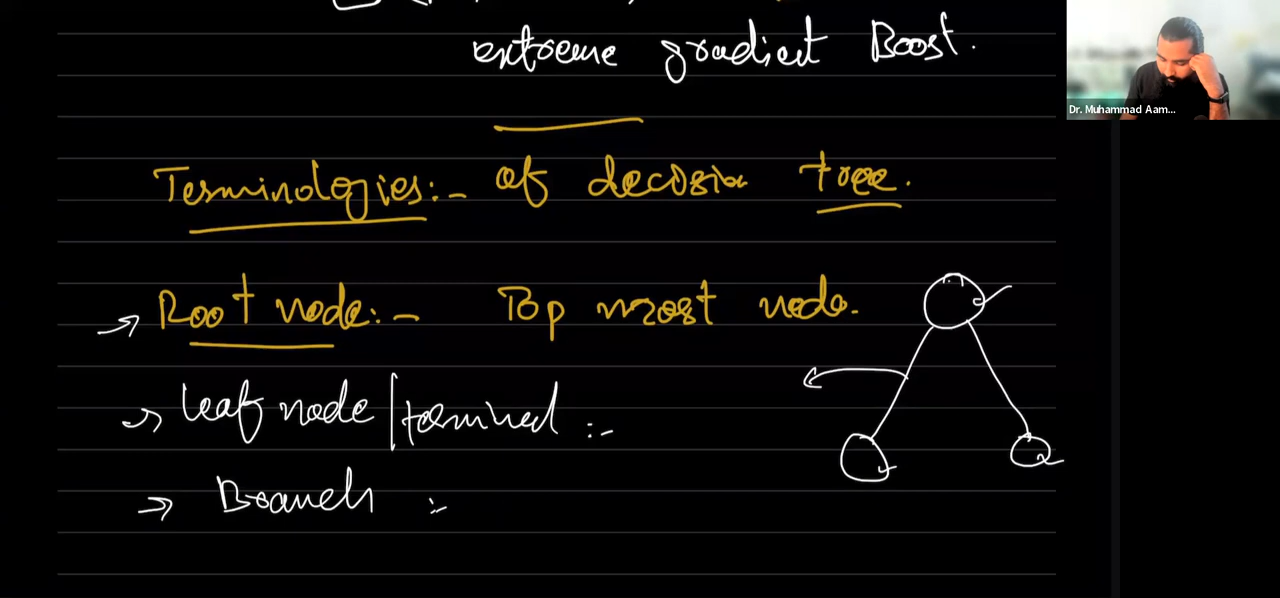 extreme gradient Boost.
Dr. Muhammad Aam...
Terminologies:- of decision tree.
→ Root node:- Top most node.
→ leaf node/terminal :-
→ Branch :-